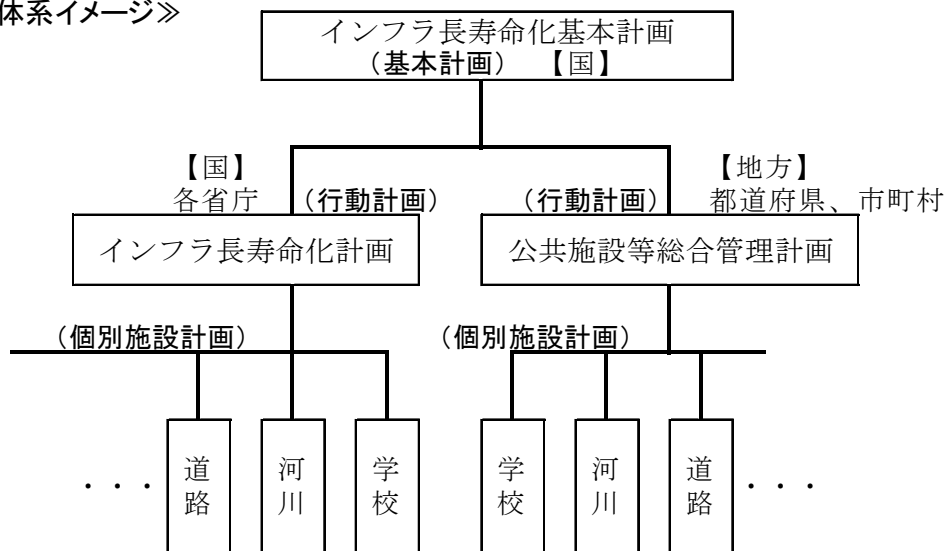 体系イメージ≫
インフラ長寿命化基本計画
（基本計画）　【国】
【国】
各省庁
（行動計画）
（行動計画）
【地方】
都道府県、市町村
インフラ長寿命化計画
公共施設等総合管理計画
（個別施設計画）
（個別施設計画）
・・・
道路
河川
学校
学校
河川
道路
・・・